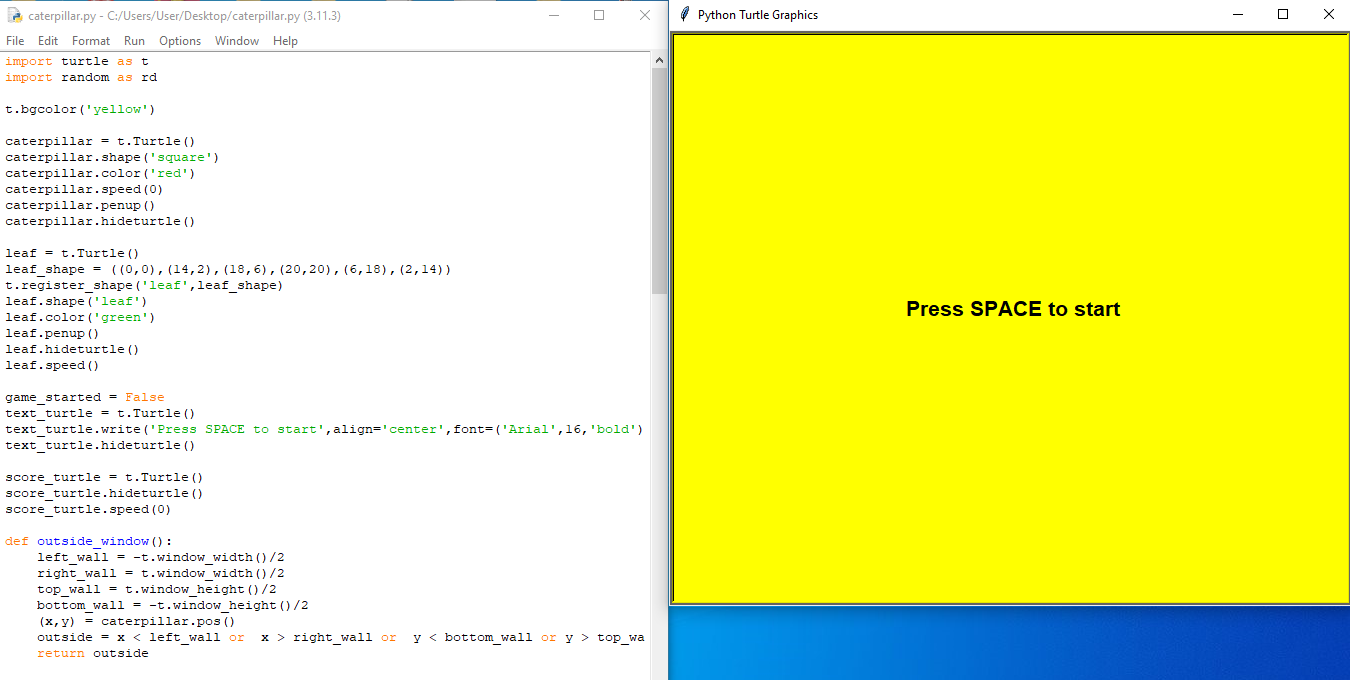 caterpillar.py - C:/Users/User/Desktop/caterpillar.py (3.11.3)
File Edit Format Run Options Window Help
import turtle as t
import random as rd

t.bgcolor('yellow')

caterpillar = t.Turtle()
caterpillar.shape('square')
caterpillar.color('red')
caterpillar.speed(0)
caterpillar.penup()
caterpillar.hideturtle()

leaf = t.Turtle()
leaf_shape = ((0,0),(14,2),(18,6),(20,20),(6,18),(2,14))
t.register_shape('leaf',leaf_shape)
leaf.shape('leaf')
leaf.color('green')
leaf.penup()
leaf.hideturtle()
leaf.speed()

game_started = False
text_turtle = t.Turtle()
text_turtle.write('Press SPACE to start',align='center',font=('Arial',16,'bold')
text_turtle.hideturtle()

score_turtle = t.Turtle()
score_turtle.hideturtle()
score_turtle.speed(0)

def outside_window():
    left_wall = -t.window_width()/2
    right_wall = t.window_width()/2
    top_wall = t.window_height()/2
    bottom_wall = -t.window_height()/2
    (x,y) = caterpillar.pos()
    outside = x < left_wall or  x > right_wall or  y < bottom_wall or y > top_wa
    return outside
Python Turtle Graphics
Press SPACE to start